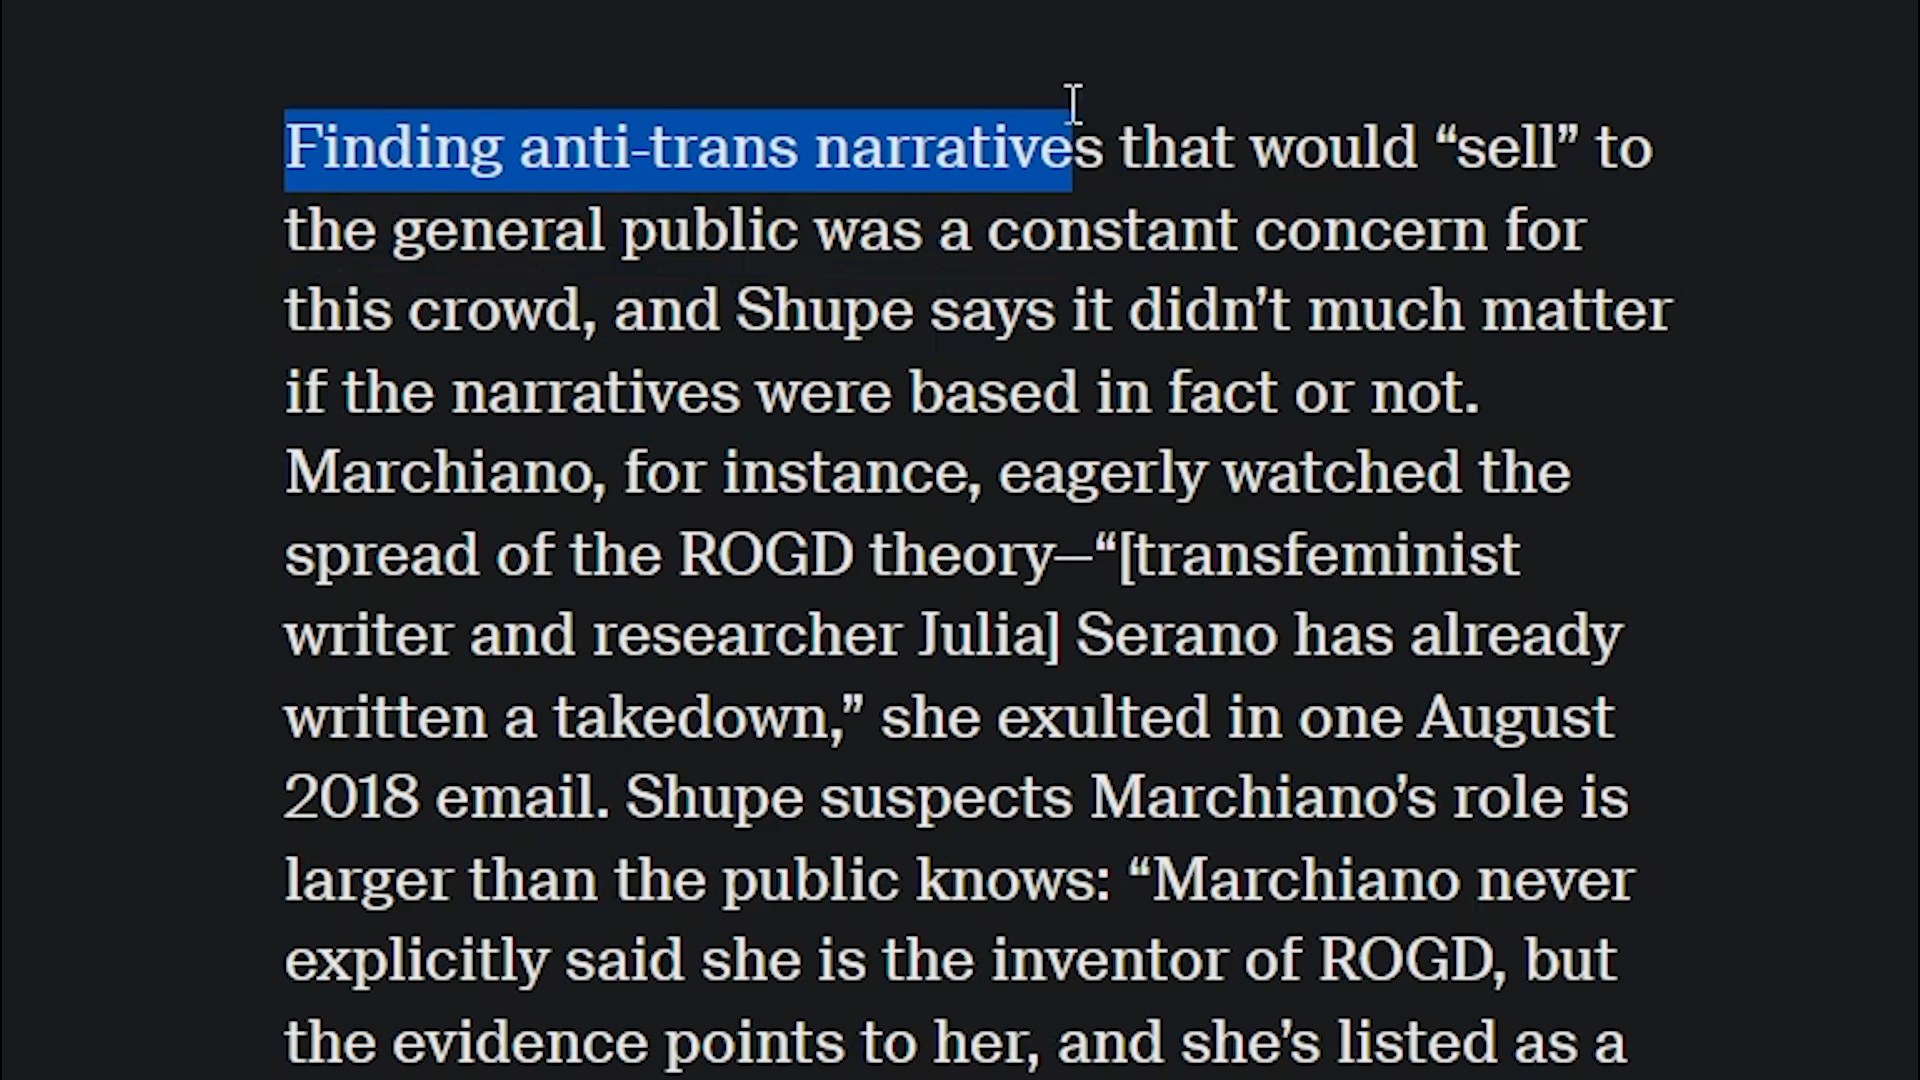 Finding anti-trans narratives that would “sell” to
the general public was a constant concern for
this crowd, and Shupe says it didn’t much matter
if the narratives were based in fact or not.
Marchiano, for instance, eagerly watched the
spread of the ROGD theory—“[transfeminist
writer and researcher Julia] Serano has already
written a takedown,” she exulted in one August
2018 email. Shupe suspects Marchiano’s role is
larger than the public knows: “Marchiano never
explicitly said she is the inventor of ROGD, but
the evidence points to her, and she’s listed as a